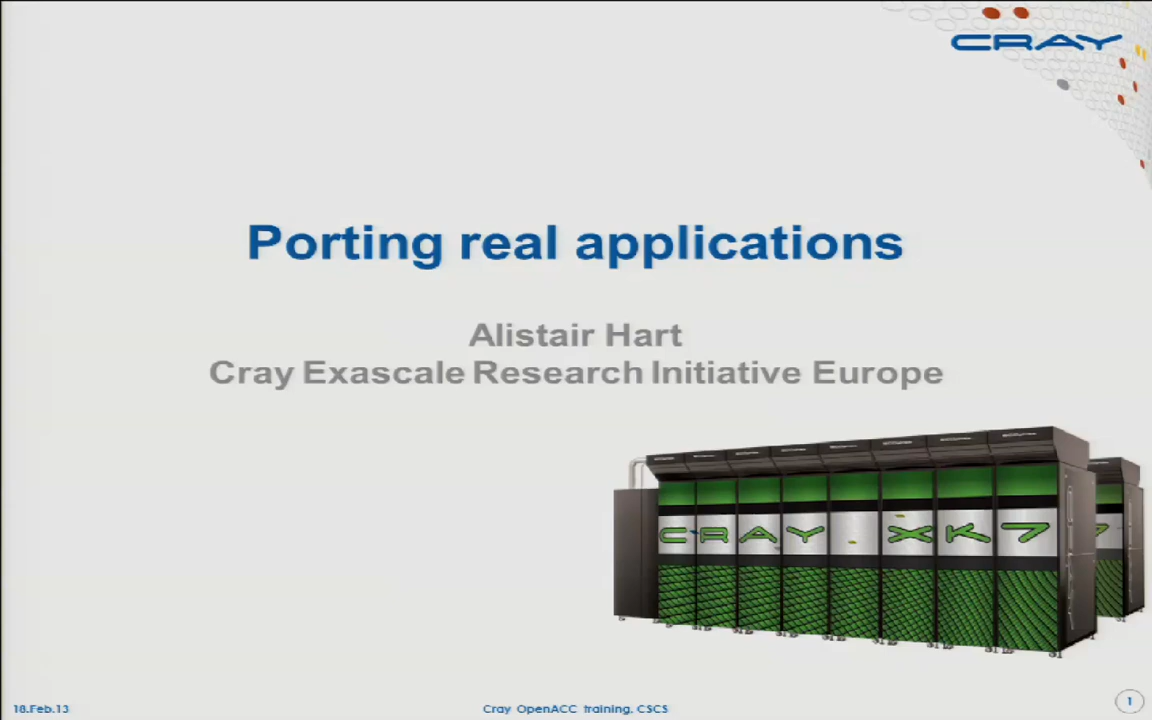 CRAY
Porting real applications
Alistair Hart
Cray Exascale Research Initiative Europe
CRAY XK7
7
18.Feb.13
Cray OpenACC training, CSCS
1